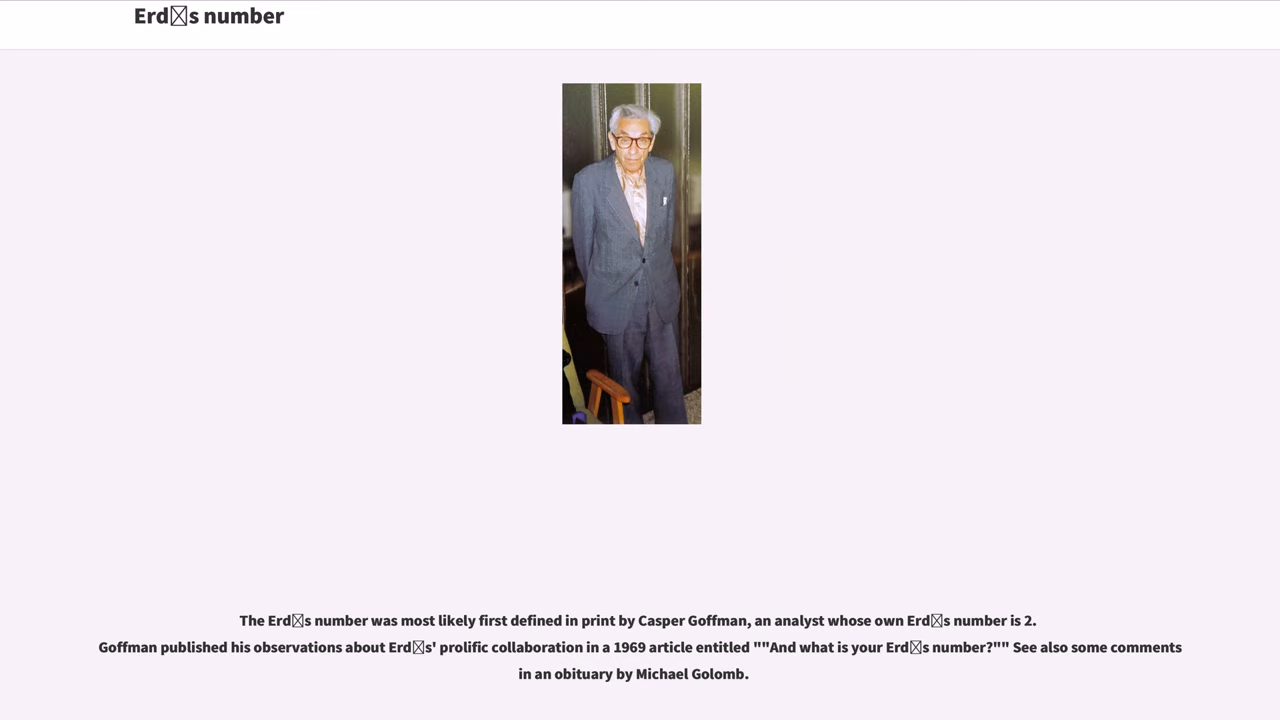 Erd☒s number
The Erd☒s number was most likely first defined in print by Casper Goffman, an analyst whose own Erd☒s number is 2.
Goffman published his observations about Erd☒s' prolific collaboration in a 1969 article entitled ""And what is your Erd☒s number?"" See also some comments
in an obituary by Michael Golomb.